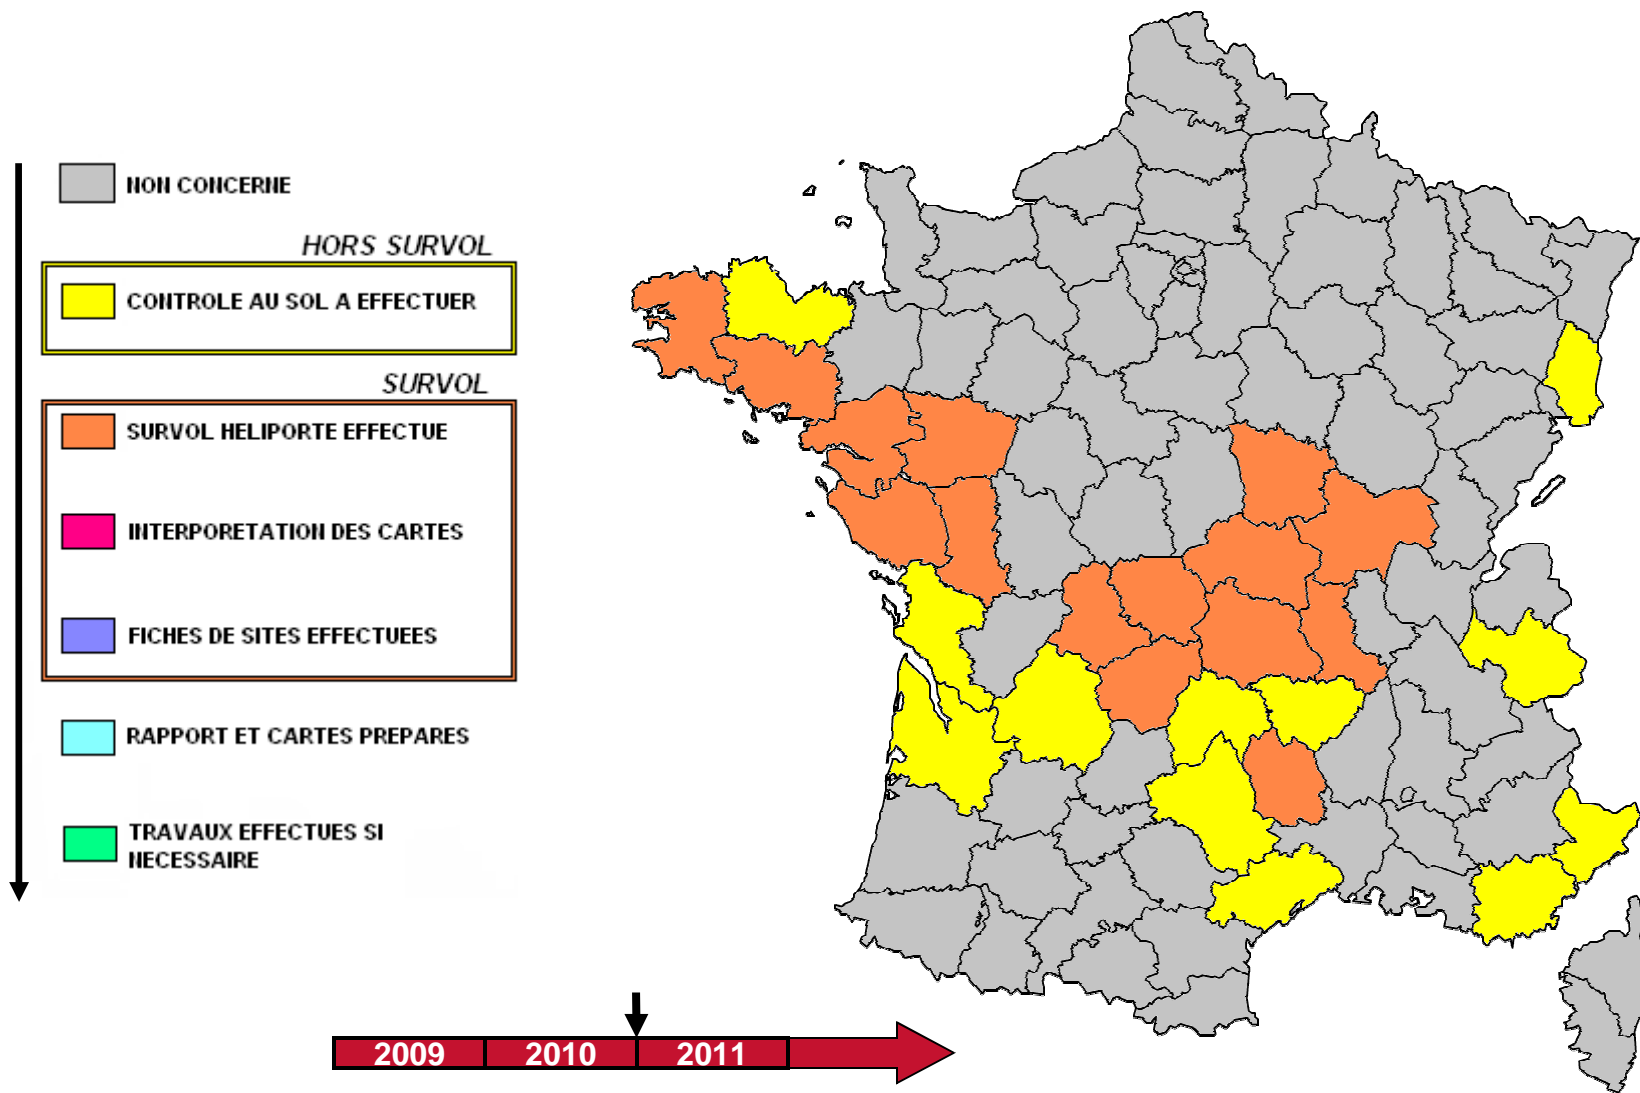 NON CONCERNE
HORS SURVOL
CONTROLE AU SOL A EFFECTUER
SURVOL
SURVOL HELIPORTE EFFECTUE
INTERPORETATION DES CARTES
FICHES DE SITES EFFECTUEES
RAPPORT ET CARTES PREPARES
TRAVAUX EFFECTUES SI
NECESSAIRE
2009 2010 2011